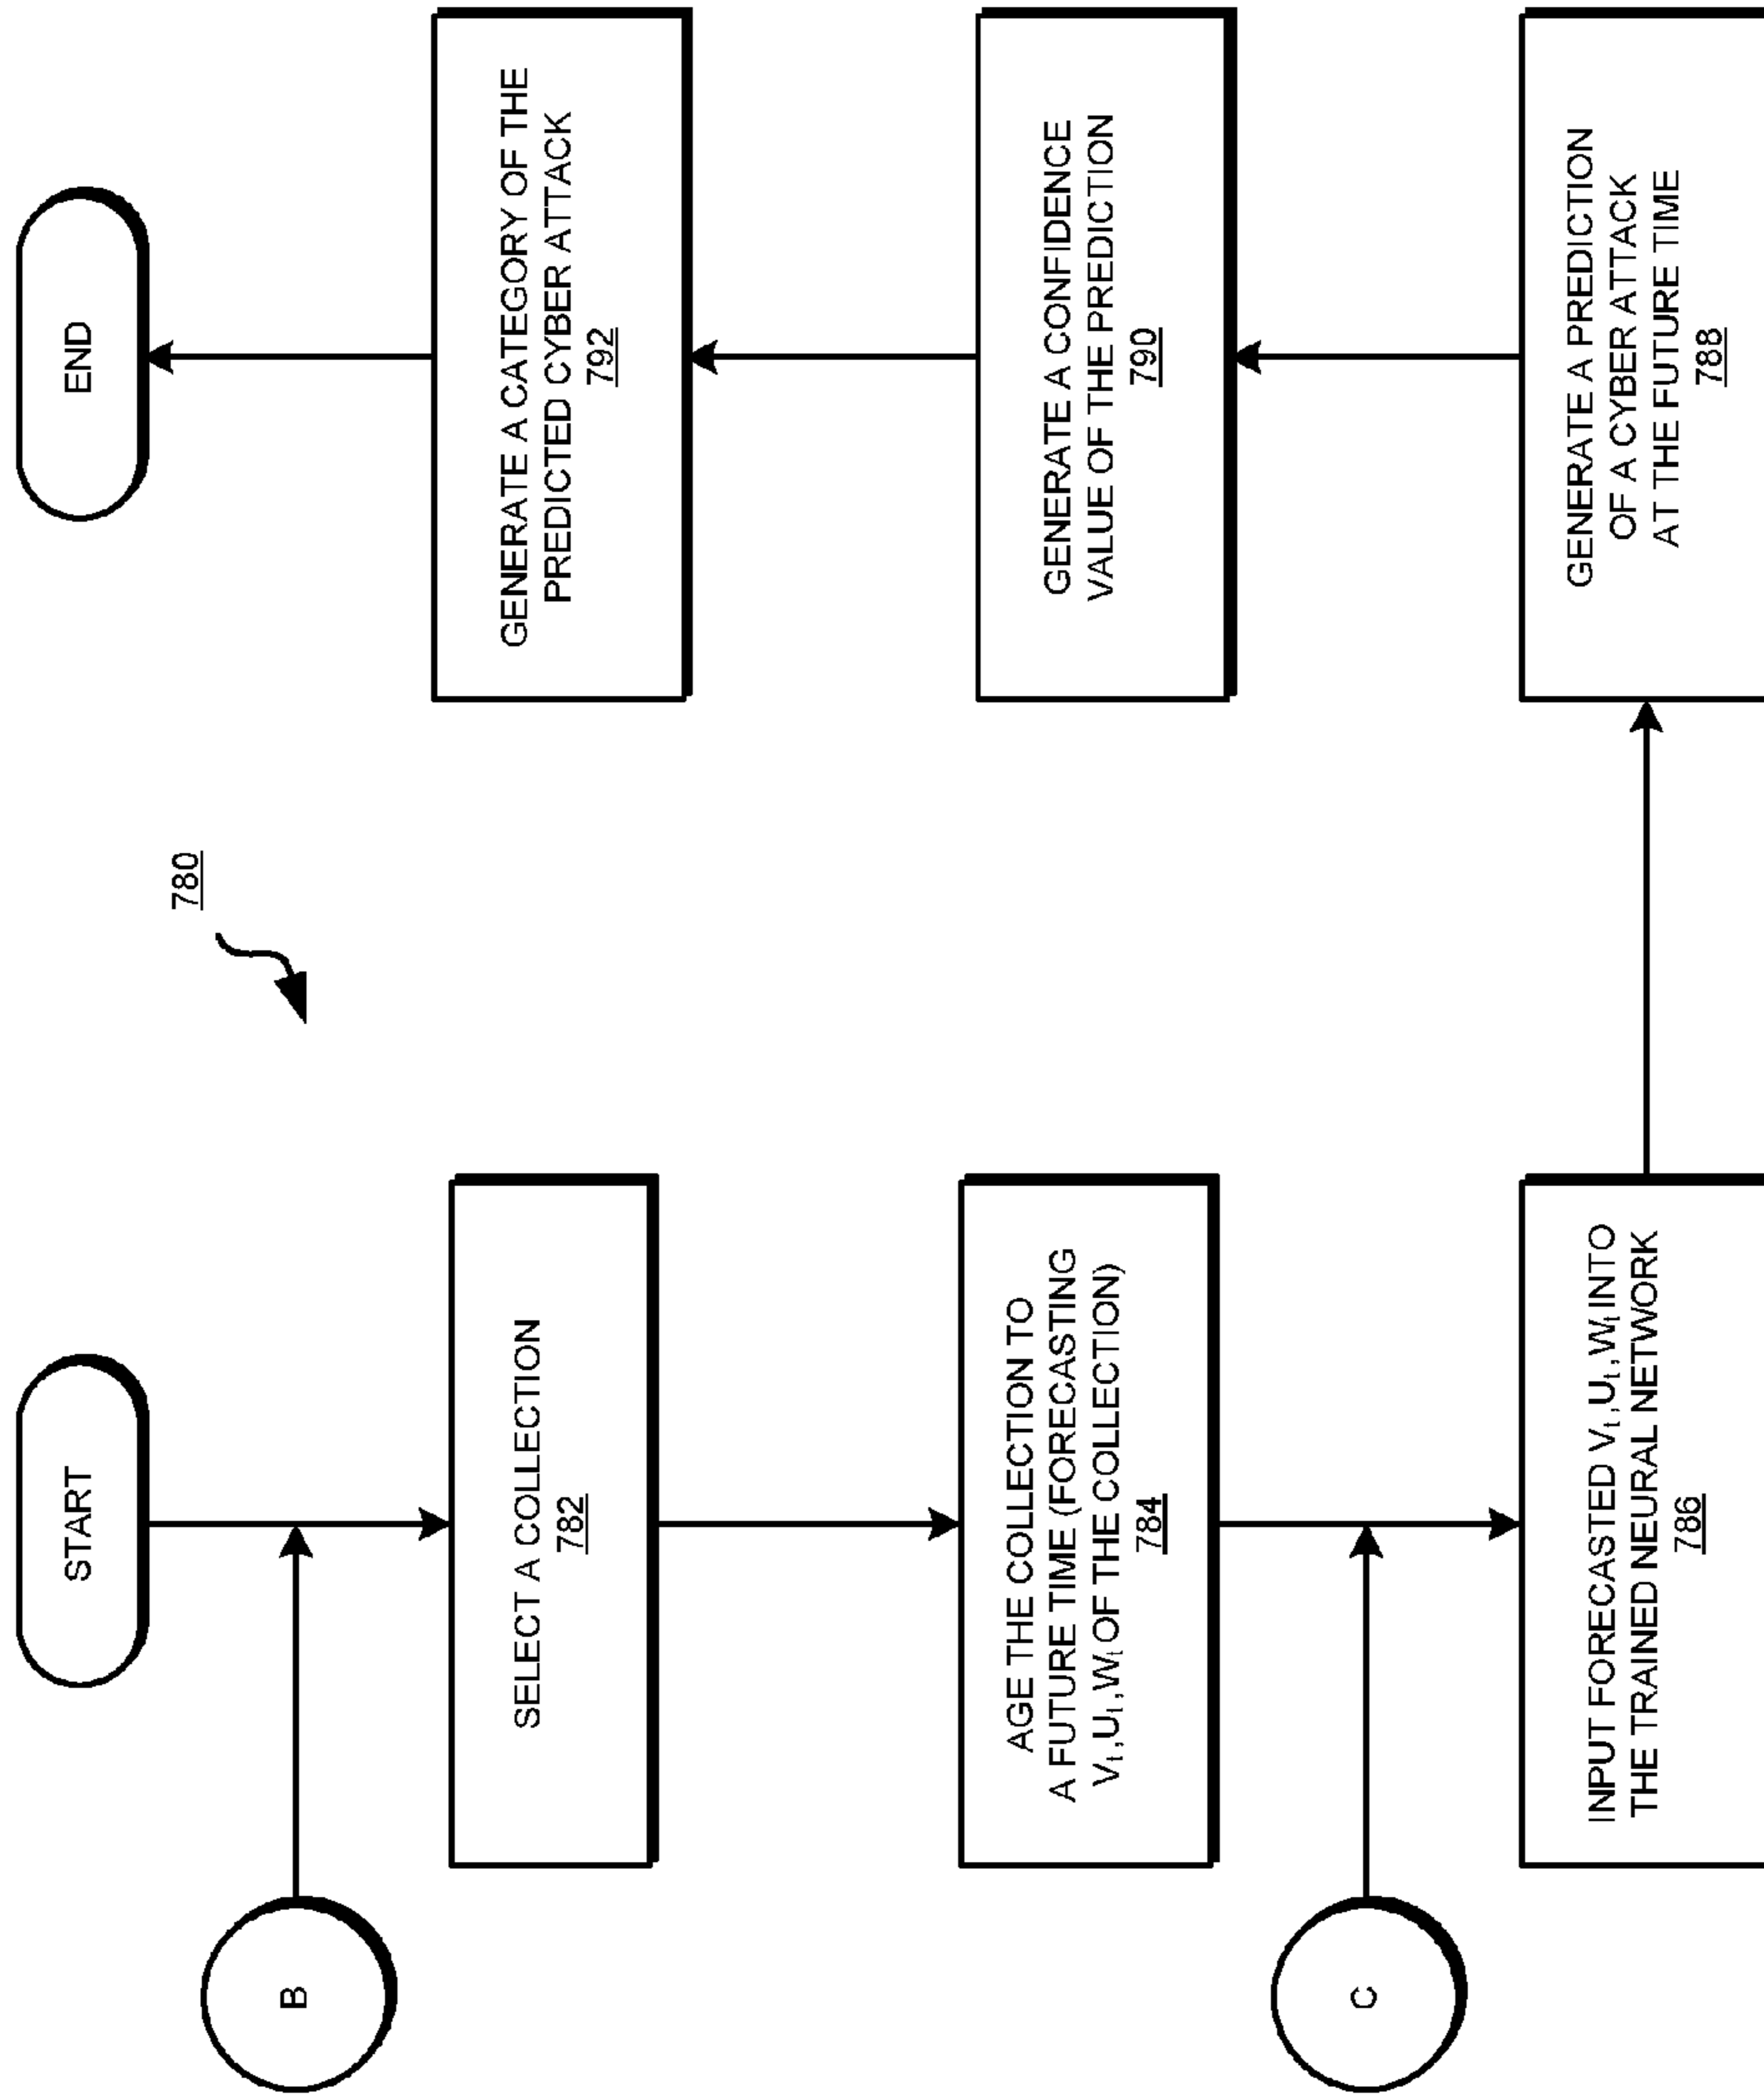 780
START
B
SELECT A COLLECTION
782
AGE THE COLLECTION TO
A FUTURE TIME (FORECASTING
Vt,Ut,Wt OF THE COLLECTION)
784
C
INPUT FORECASTED Vt,Ut,Wt INTO
THE TRAINED NEURAL NETWORK
786
GENERATE A PREDICTION
OF A CYBER ATTACK
AT THE FUTURE TIME
788
GENERATE A CONFIDENCE
VALUE OF THE PREDICTION
790
GENERATE A CATEGORY OF THE
PREDICTED CYBER ATTACK
792
END